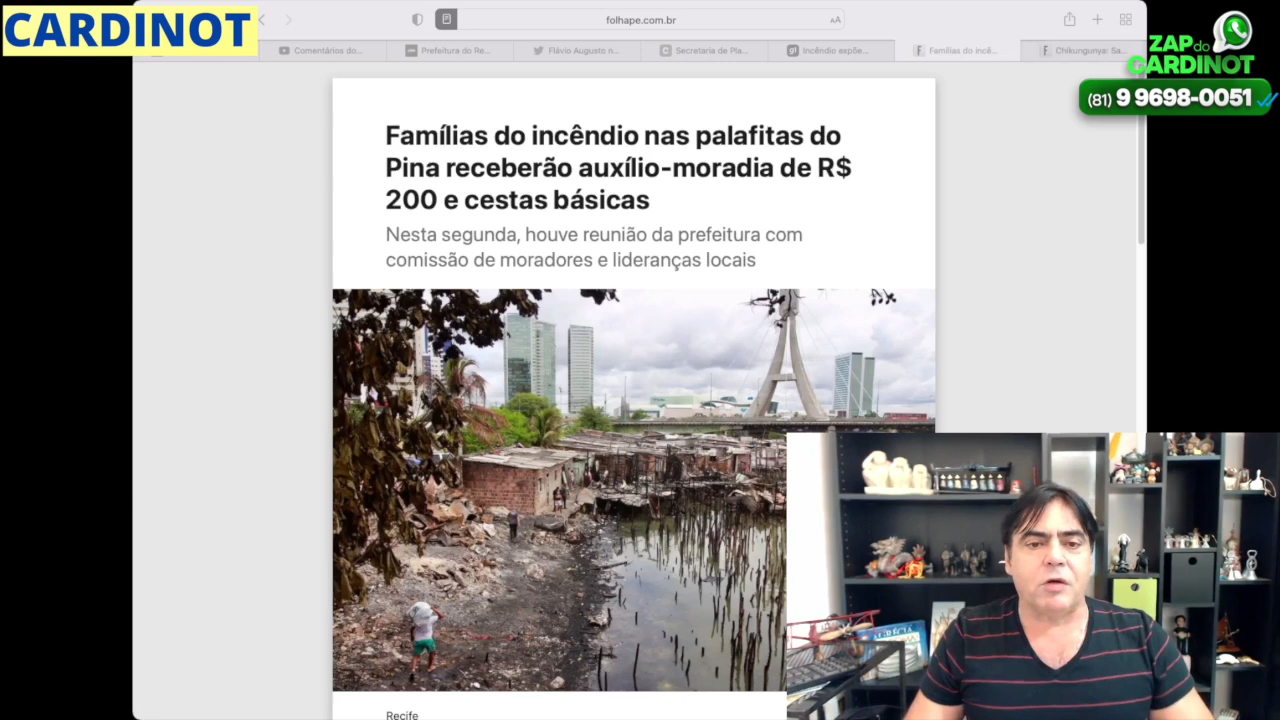 CARDINOT
folhape.com.br
AA
Comentários do...
Prefeitura do Re...
Flávio Augusto n...
Secretaria de Pla...
Incêndio expõe...
Famílias do incê...
Chikungunya: Sa...
ZAP do
CARDINOT
(81) 9 9698-0051
Famílias do incêndio nas palafitas do
Pina receberão auxílio-moradia de R$
200 e cestas básicas
Nesta segunda, houve reunião da prefeitura com
comissão de moradores e lideranças locais
Recife